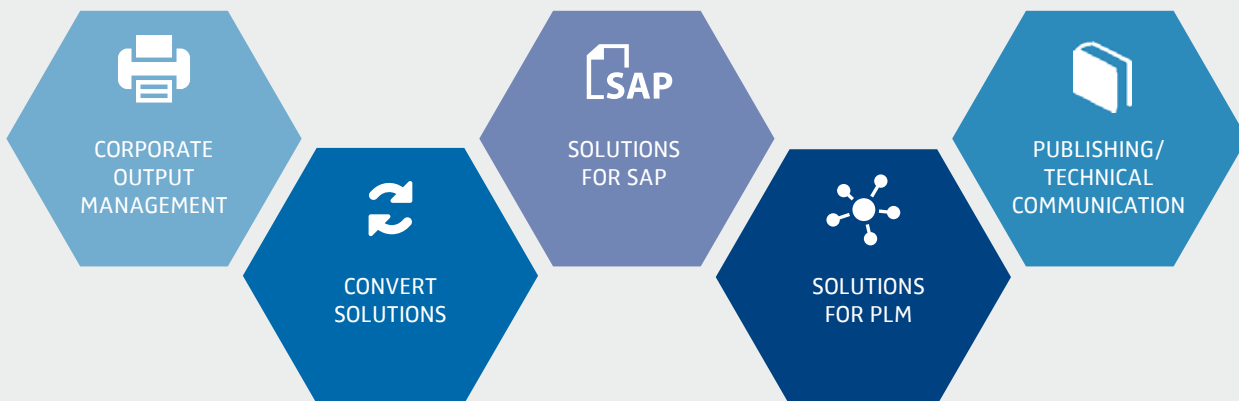 CORPORATE
OUTPUT
MANAGEMENT
CONVERT
SOLUTIONS
SAP
SOLUTIONS
FOR SAP
SOLUTIONS
FOR PLM
PUBLISHING/
TECHNICAL
COMMUNICATION